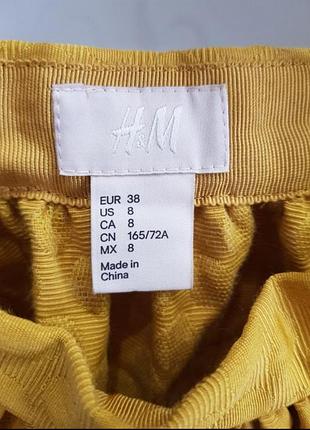 H&M
EUR 38
US 8
CA 8
CN 165/72A
MX 8
Made in
China